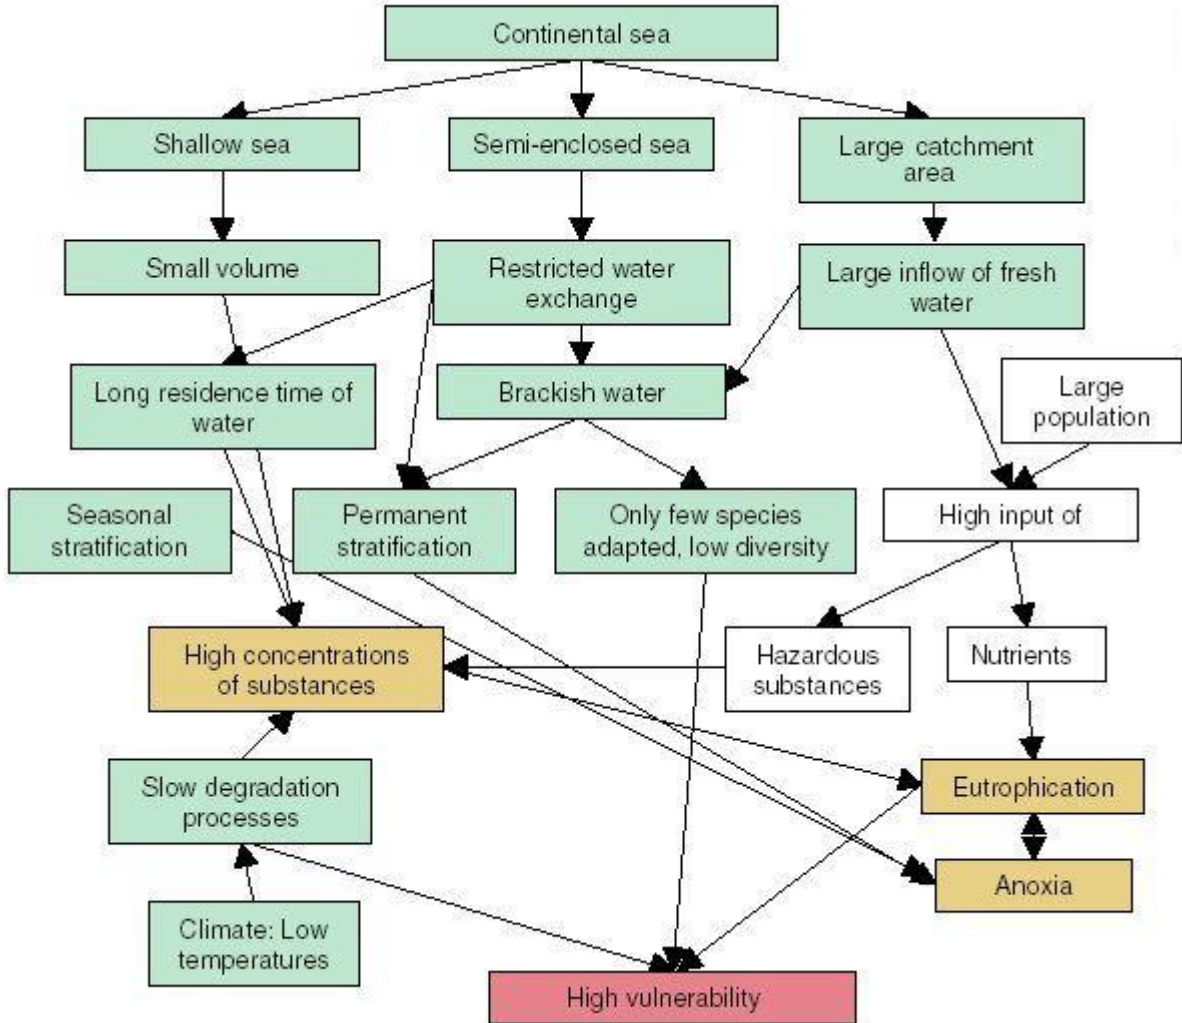 Continental sea
Shallow sea
Semi-enclosed sea
Large catchment
area
Small volume
Restricted water
exchange
Large inflow of fresh
water
Long residence time of
water
Brackish water
Large
population
Seasonal
stratification
Permanent
stratification
Only few species
adapted, low diversity
High input of
High concentrations
of substances
Hazardous
substances
Nutrients
Slow degradation
processes
Eutrophication
Anoxia
Climate: Low
temperatures
High vulnerability